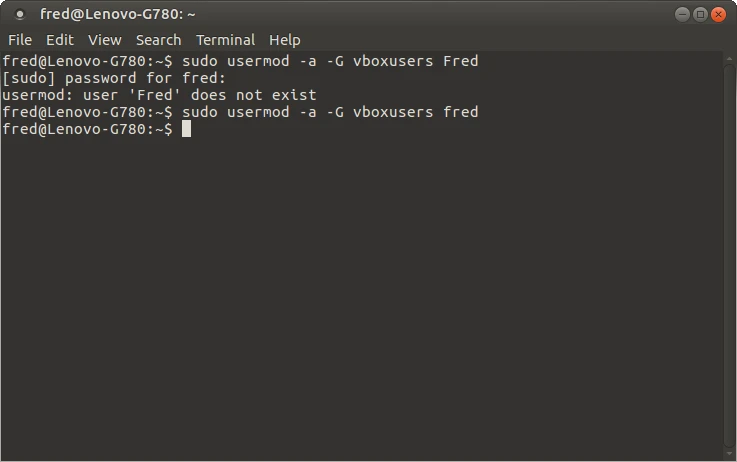 fred@Lenovo-G780: ~
File Edit View Search Terminal Help
fred@Lenovo-G780:~$ sudo usermod -a -G vboxusers Fred
[sudo] password for fred:
usermod: user 'Fred' does not exist
fred@Lenovo-G780:~$ sudo usermod -a -G vboxusers fred
fred@Lenovo-G780:~$